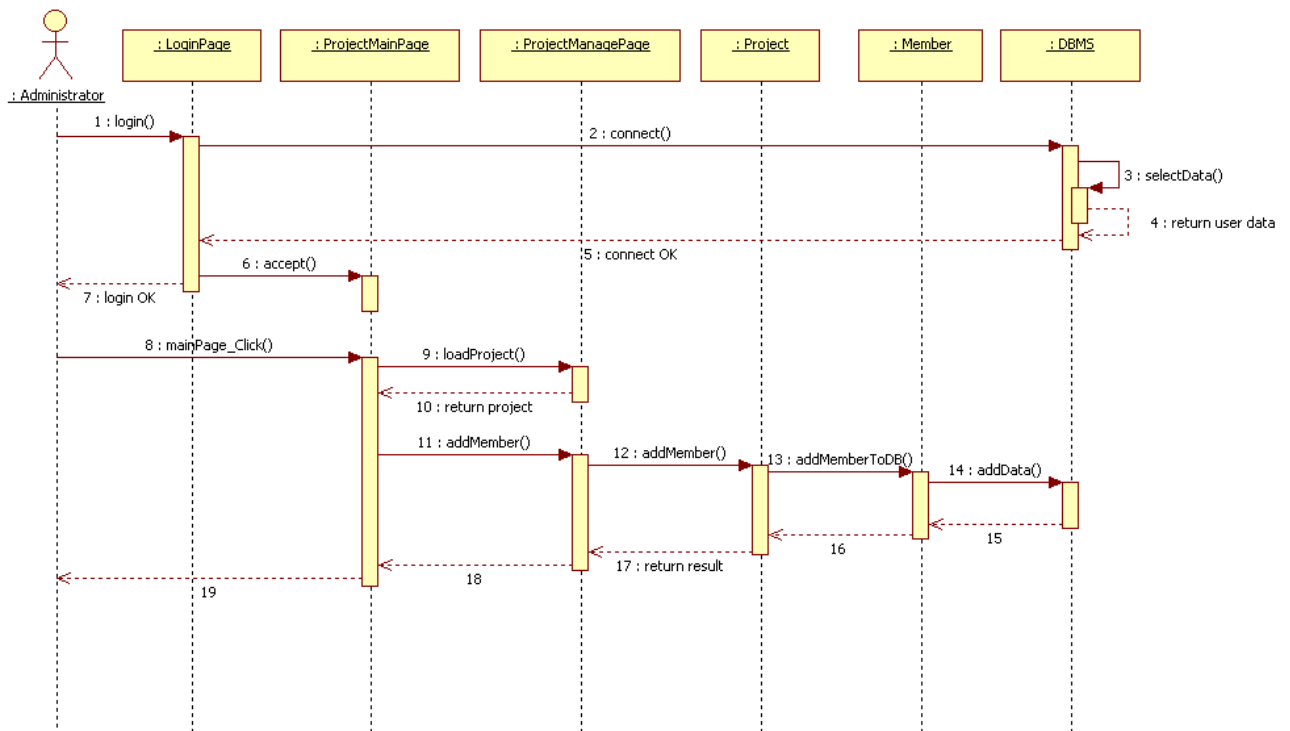 : LoginPage
: ProjectMainPage
: ProjectManagePage
: Project
: Member
: DBMS
: Administrator
1 : login()
2 : connect()
3 : selectData()
4 : return user data
5 : connect OK
6 : accept()
7 : login OK
8 : mainPage_Click()
9 : loadProject()
10 : return project
11 : addMember()
12 : addMember()
13 : addMemberToDB()
14 : addData()
15
16
17 : return result
18
19